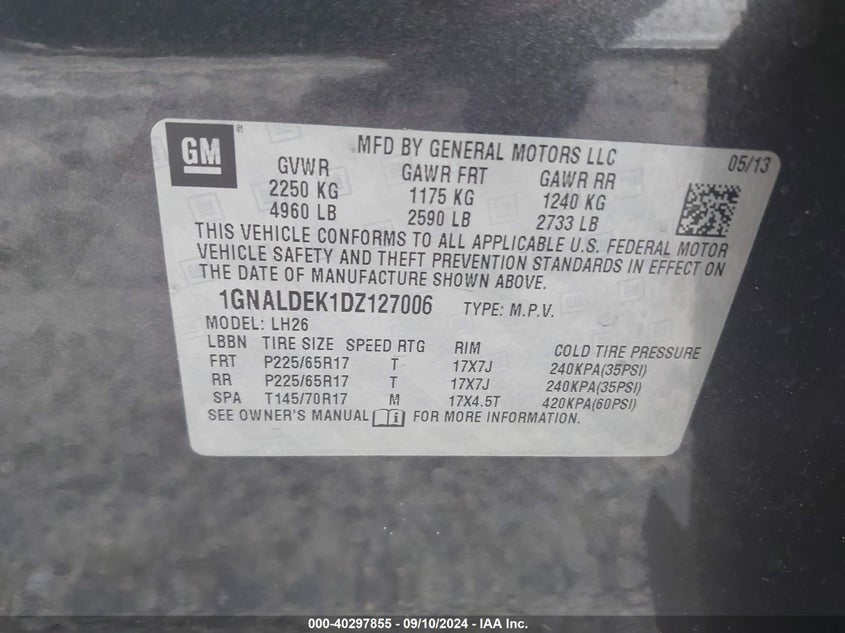 GM
MFD BY GENERAL MOTORS LLC 05/13
GVWR GAWR FRT GAWR RR
2250 KG 1175 KG 1240 KG
4960 LB 2590 LB 2733 LB
THIS VEHICLE CONFORMS TO ALL APPLICABLE U.S. FEDERAL MOTOR
VEHICLE SAFETY AND THEFT PREVENTION STANDARDS IN EFFECT ON
THE DATE OF MANUFACTURE SHOWN ABOVE.
1GNALDEK1DZ127006 TYPE: M.P.V.
MODEL: LH26
LBBN TIRE SIZE SPEED RTG RIM COLD TIRE PRESSURE
FRT P225/65R17 T 17X7J 240KPA(35PSI)
RR P225/65R17 T 17X7J 240KPA(35PSI)
SPA T145/70R17 M 17X4.5T 420KPA(60PSI)
SEE OWNER'S MANUAL FOR MORE INFORMATION.
000-40297855 - 09/10/2024 - IAA Inc.